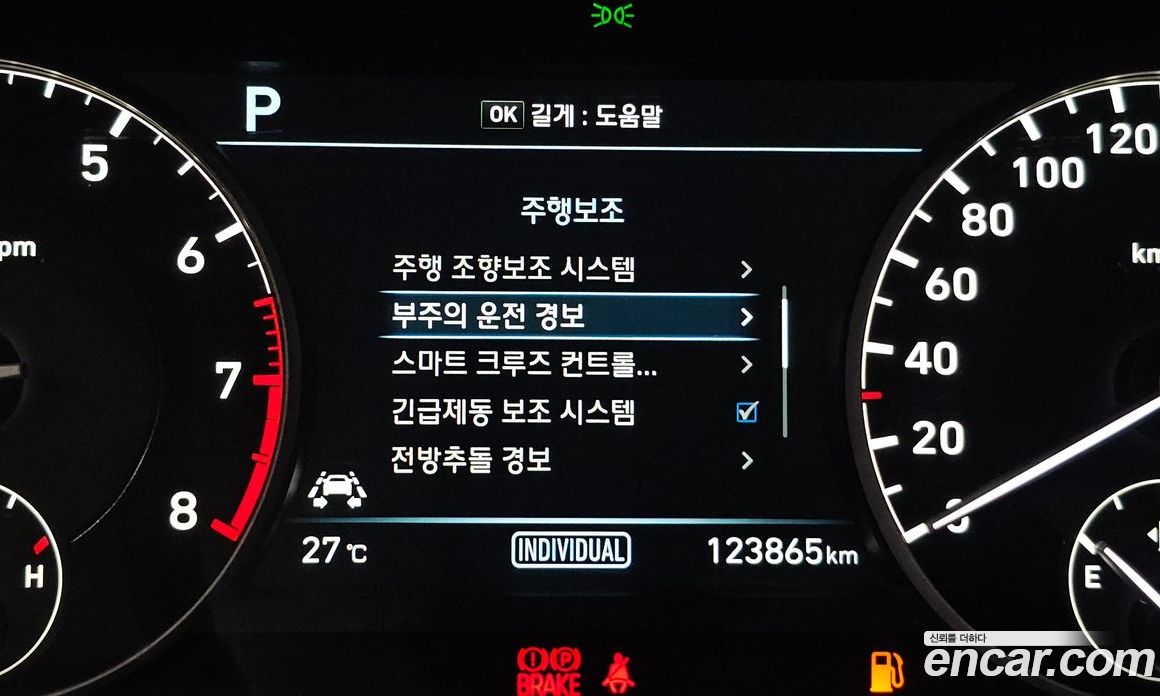 P
OK 길게 : 도움말
주행보조
주행 조향보조 시스템
부주의 운전 경보
스마트 크루즈 컨트롤...
긴급제동 보조 시스템
전방추돌 경보
27 °C
INDIVIDUAL
123865km
5
6
7
8
pm
H
120
100
80
60
40
20
0
km
E
BRAKE
P
신뢰를 더하다
encar.com